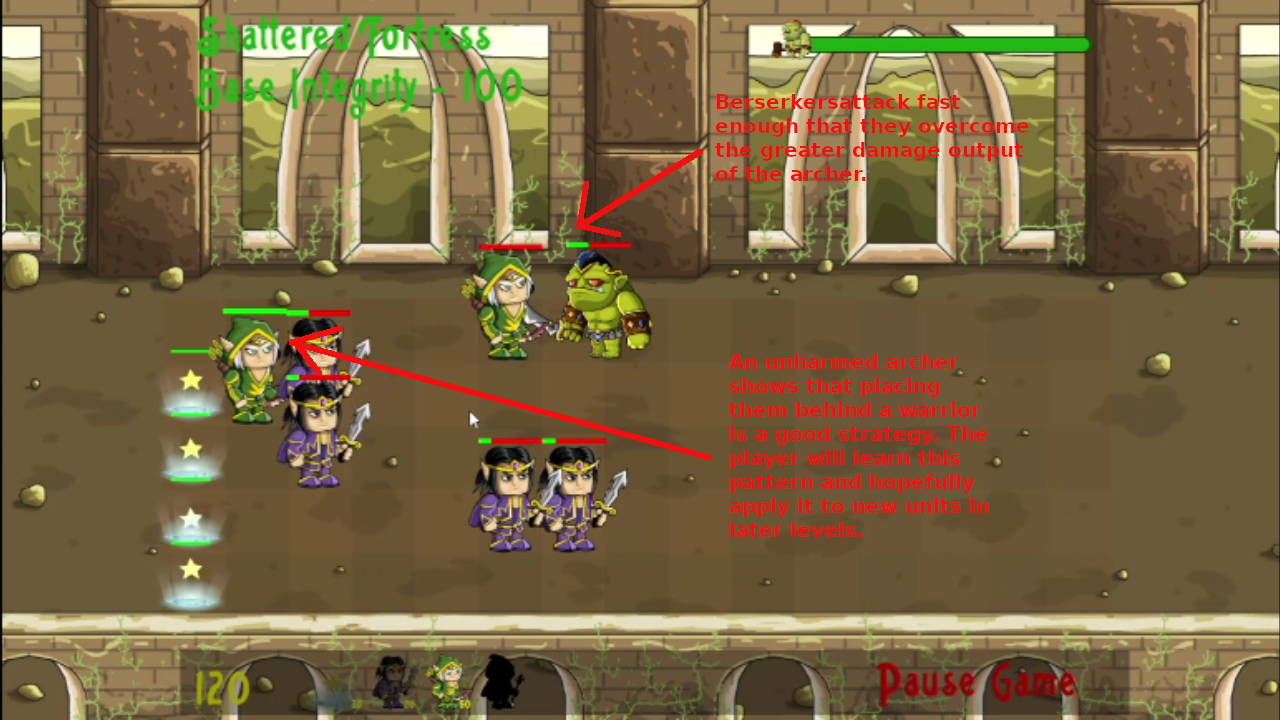 Shattered Fortress
Base Integrity - 100
Berserkersattack fast
enough that they overcome
the greater damage output
of the archer.
An unharmed archer
shows that placing
them behind a warrior
is a good strategy. The
player will learn this
pattern and hopefully
apply it to new units in
later levels.
120
60
Pause Game